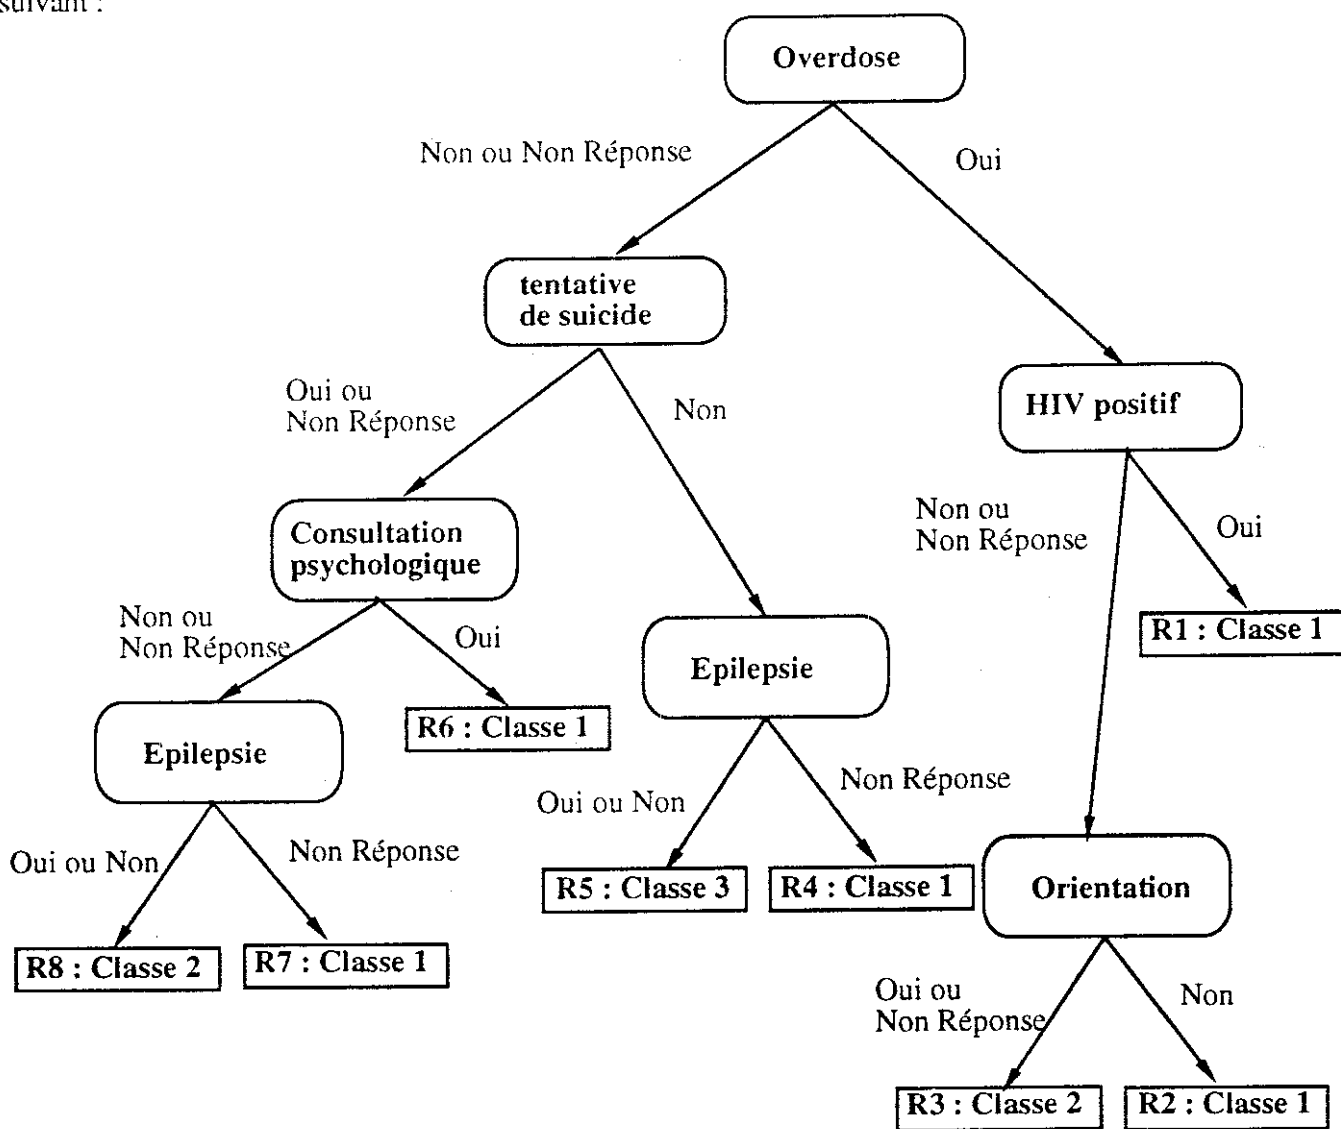 suivant :
Overdose
Non ou Non Réponse
Oui
tentative
de suicide
HIV positif
Oui ou
Non Réponse
Non
Non ou
Non Réponse
Oui
Consultation
psychologique
R1 : Classe 1
Non ou
Non Réponse
Oui
Epilepsie
R6 : Classe 1
Epilepsie
Oui ou Non
Non Réponse
Oui ou Non
Non Réponse
R5 : Classe 3
R4 : Classe 1
Orientation
R8 : Classe 2
R7 : Classe 1
Oui ou
Non Réponse
Non
R3 : Classe 2
R2 : Classe 1